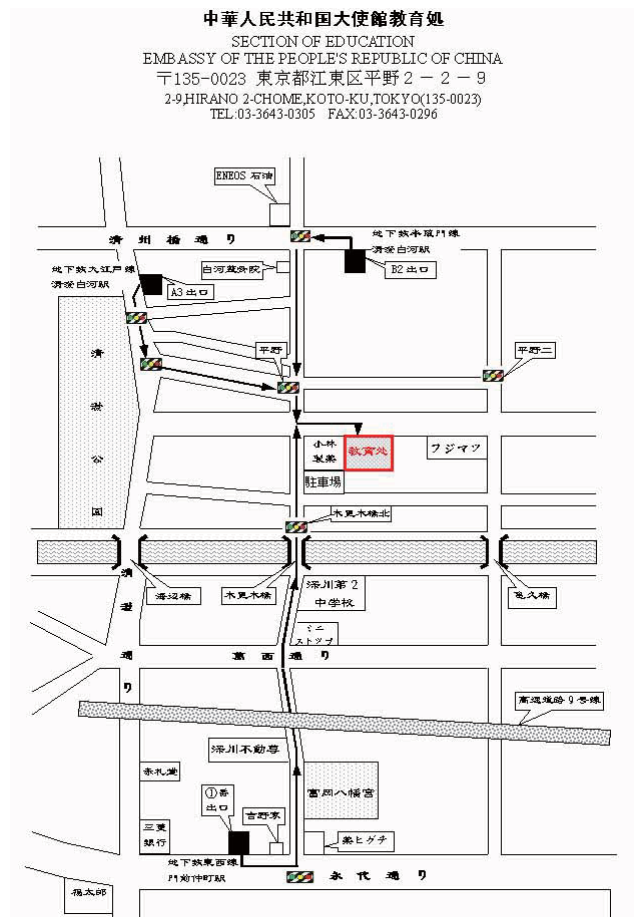 中華人民共和国大使館教育処
SECTION OF EDUCATION
EMBASSY OF THE PEOPLE'S REPUBLIC OF CHINA
〒135-0023 東京都江東区平野２－２－９
2-9,HIRANO 2-CHOME,KOTO-KU,TOKYO(135-0023)
TEL:03-3643-0305 FAX:03-3643-0296
ENEOS 石油
清州橋通り
地下鉄半蔵門線
清澄白河駅
B2 出口
地下鉄大江戸線
清澄白河駅
A3 出口
白河整骨院
平野
平野二
清澄公園
小林
製薬
教育処
フジマツ
駐車場
木更木橋北
海辺橋
木更木橋
亀久橋
深川第２
中学校
ミニ
ストップ
清澄通り
葛西通り
高速道路９号線
深川不動尊
赤札堂
①番
出口
吉野家
富岡八幡宮
三菱
銀行
薬ヒグチ
地下鉄東西線
門前仲町駅
永代通り
福太郎